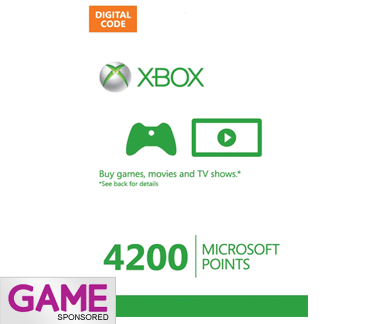 DIGITAL
CODE
XBOX
Buy games, movies and TV shows.*
*See back for details
4200 MICROSOFT
POINTS
GAME
SPONSORED